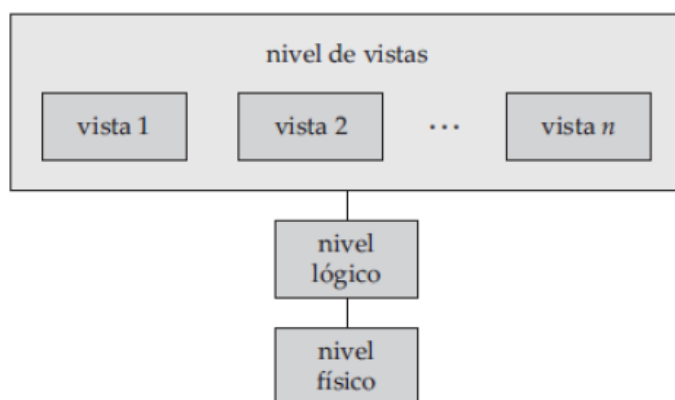 nivel de vistas
vista 1 vista 2 ... vista n
nivel
lógico
nivel
físico